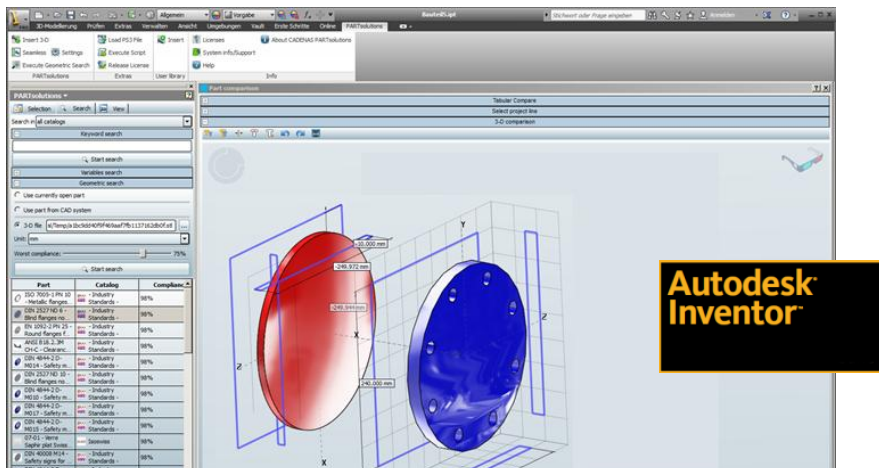 Allgemein
Vorgabe
Bauteil5.ipt
Stichwort oder Frage eingeben
Anmelden
3D-Modellierung Prüfen Extras Verwalten Ansicht Umgebungen Vault Erste Schritte Online PARTsolutions
Insert 3-D
Load PS3 File
Insert
Licenses
About CADENAS PARTsolutions
Seamless Settings
Execute Script
System info/Support
Execute Geometric Search
Release License
Help
PARTsolutions Extras User library Info
PARTsolutions
Selection Search View
Search in all catalogs
Keyword search
Start search
Variables search
Geometric search
Use currently open part
Use part from CAD system
3-D file
Unit: mm
Worst compliance: 75%
Start search
Part Catalog Complianc
ISO 7005-1 PN 10 - Industry 98%
- Metallic flanges... Standards -
DIN 2527 ND 6 - - Industry 98%
Blind flanges no... Standards -
EN 1092-2 PN 25 - - Industry 98%
Round flanges f... Standards -
ANSI B18.2.3M - Industry 98%
CH-C - Clearanc... Standards -
DIN 4844-2 D- - Industry 98%
M014 - Safety m... Standards -
DIN 2527 ND 10 - - Industry 98%
Blind flanges no... Standards -
DIN 4844-2 D- - Industry 98%
M010 - Safety m... Standards -
DIN 4844-2 D- - Industry 98%
M017 - Safety m... Standards -
DIN 4844-2 D- - Industry 98%
M015 - Safety m... Standards -
07-01 - Verre 98%
Saphir plat Swiss
DIN 40008 M14 - - Industry 98%
Safety signs for ... Standards -
Part comparison
Tabular Compare
Select project line
3-D comparison
-10,000 mm
-249,972 mm
-249,944 mm
240,000 mm
Y
Z
X
Z
X
Autodesk
Inventor